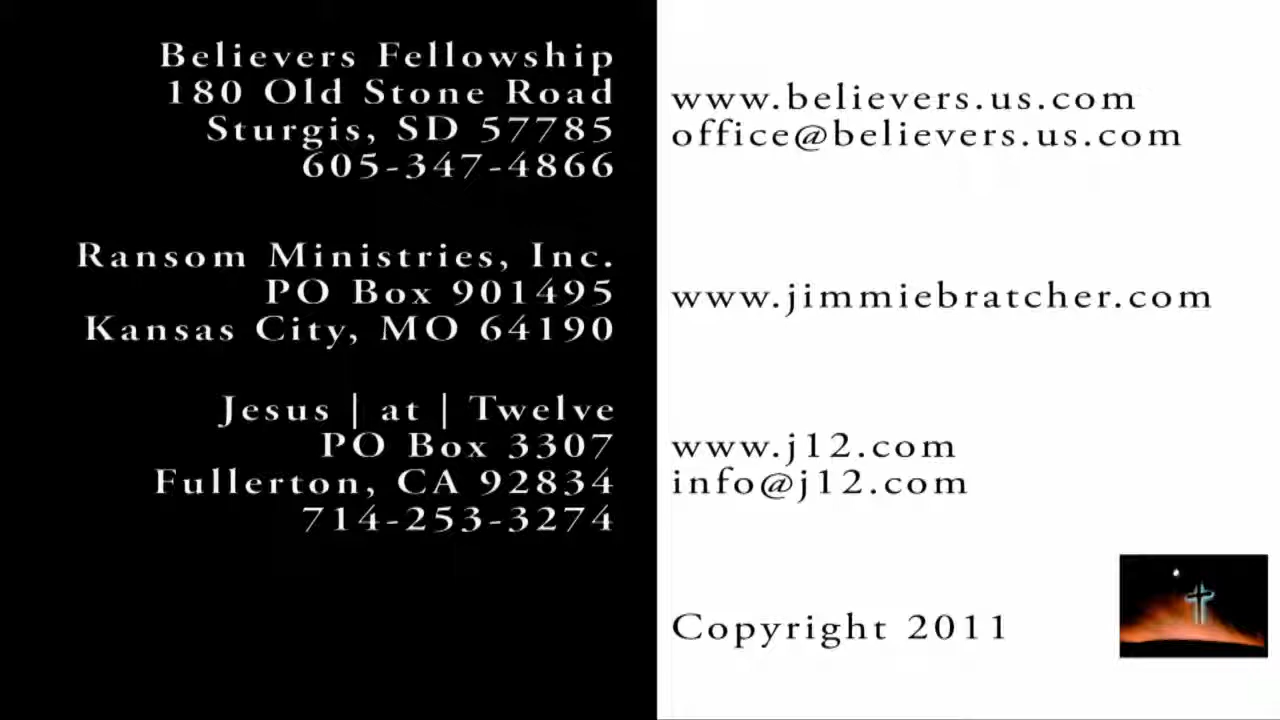 Believers Fellowship
180 Old Stone Road
Sturgis, SD 57785
605-347-4866
www.believers.us.com
office@believers.us.com
Ransom Ministries, Inc.
PO Box 901495
Kansas City, MO 64190
www.jimmiebratcher.com
Jesus | at | Twelve
PO Box 3307
Fullerton, CA 92834
714-253-3274
www.j12.com
info@j12.com
Copyright 2011